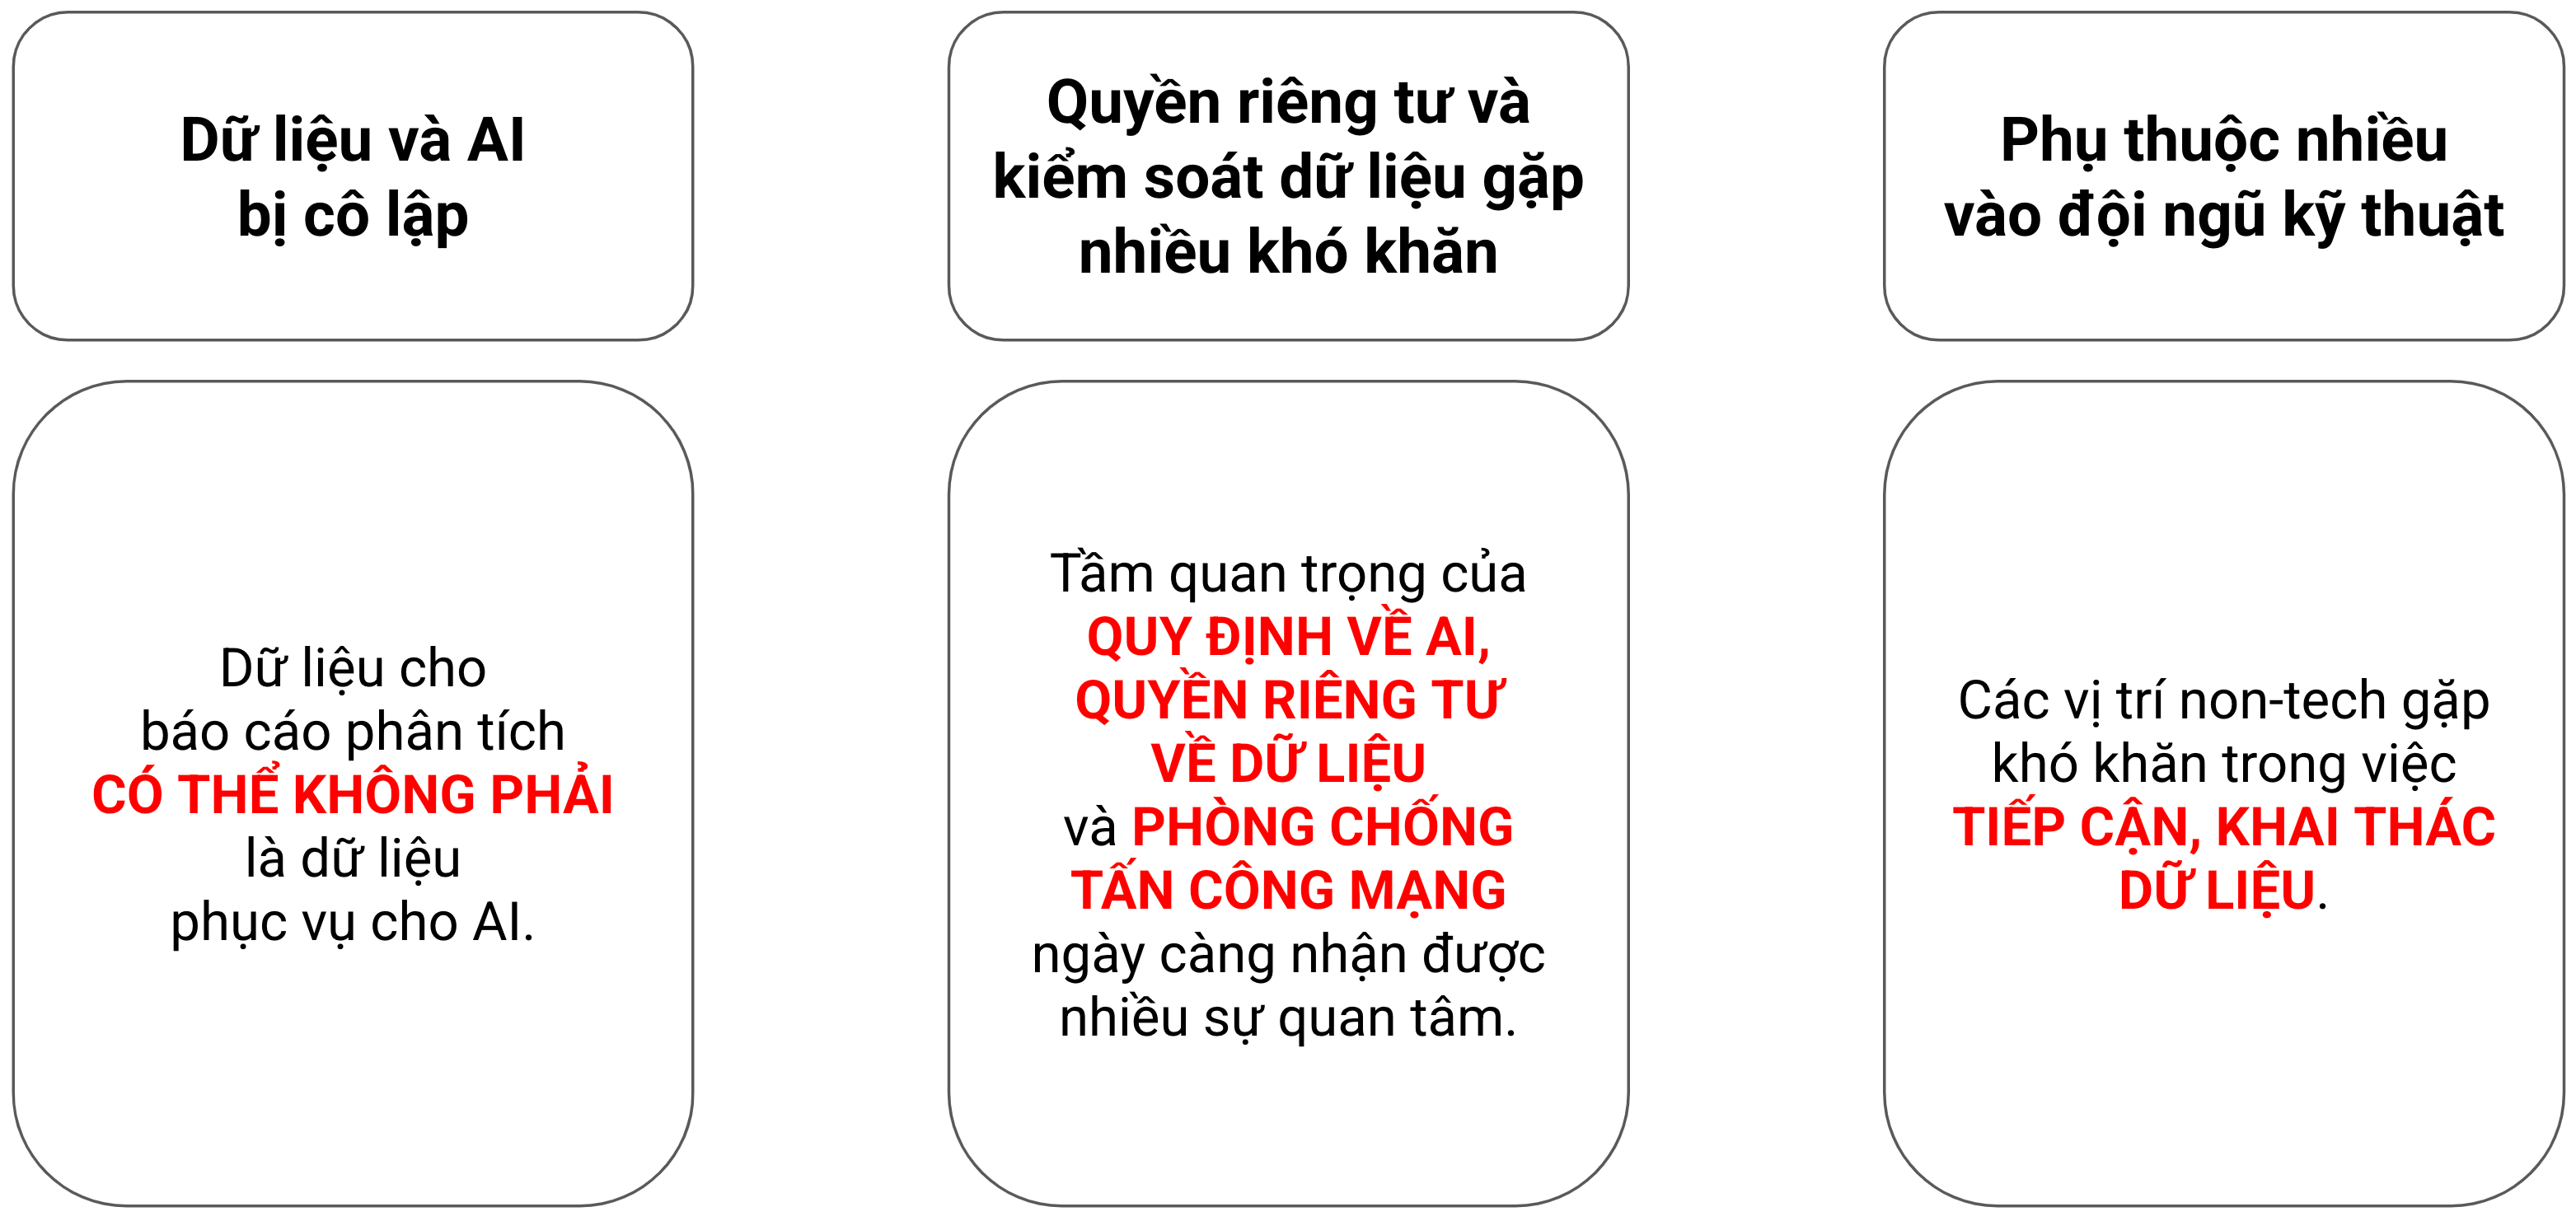 Dữ liệu và AI
bị cô lập
Dữ liệu cho
báo cáo phân tích
CÓ THỂ KHÔNG PHẢI
là dữ liệu
phục vụ cho AI.
Quyền riêng tư và
kiểm soát dữ liệu gặp
nhiều khó khăn
Tầm quan trọng của
QUY ĐỊNH VỀ AI,
QUYỀN RIÊNG TƯ
VỀ DỮ LIỆU
và PHÒNG CHỐNG
TẤN CÔNG MẠNG
ngày càng nhận được
nhiều sự quan tâm.
Phụ thuộc nhiều
vào đội ngũ kỹ thuật
Các vị trí non-tech gặp
khó khăn trong việc
TIẾP CẬN, KHAI THÁC
DỮ LIỆU.